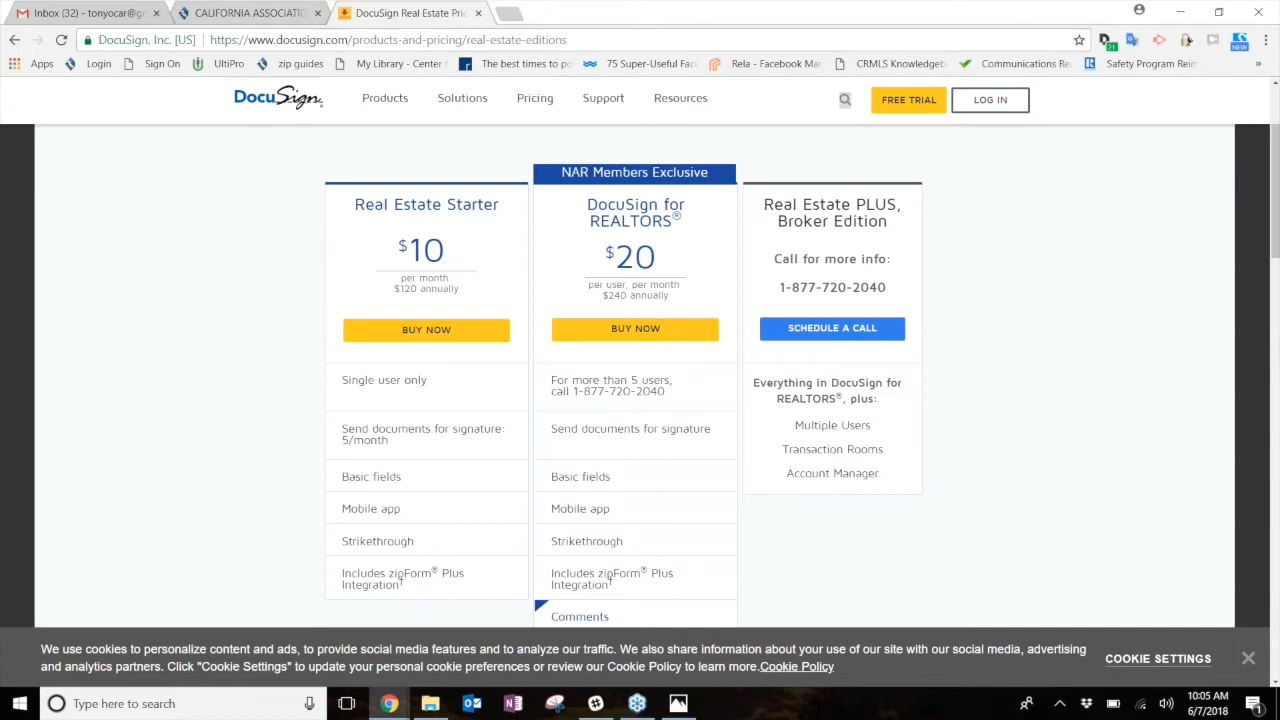 Inbox (32) - tonyocar@gr
CALIFORNIA ASSOCIATIO
DocuSign Real Estate Pric
DocuSign, Inc. [US]
https://www.docusign.com/products-and-pricing/real-estate-editions
Apps
Login
Sign On
UltiPro
zip guides
My Library - Center
The best times to po
75 Super-Useful Fac
Rela - Facebook Mar
CRMLS Knowledgeb
Communications Re
Safety Program Rein
»
21
NEW
DocuSign
Products
Solutions
Pricing
Support
Resources
FREE TRIAL
LOG IN
Real Estate Starter
$10
per month
$120 annually
BUY NOW
Single user only
Send documents for signature:
5/month
Basic fields
Mobile app
Strikethrough
Includes zipForm® Plus
Integration†
NAR Members Exclusive
DocuSign for
REALTORS®
$20
per user, per month
$240 annually
BUY NOW
For more than 5 users,
call 1-877-720-2040
Send documents for signature
Basic fields
Mobile app
Strikethrough
Includes zipForm® Plus
Integration†
Comments
Real Estate PLUS,
Broker Edition
Call for more info:
1-877-720-2040
SCHEDULE A CALL
Everything in DocuSign for
REALTORS®, plus:
Multiple Users
Transaction Rooms
Account Manager
We use cookies to personalize content and ads, to provide social media features and to analyze our traffic. We also share information about your use of our site with our social media, advertising
and analytics partners. Click "Cookie Settings" to update your personal cookie preferences or review our Cookie Policy to learn more.Cookie Policy
COOKIE SETTINGS
Type here to search
10:05 AM
6/7/2018
1